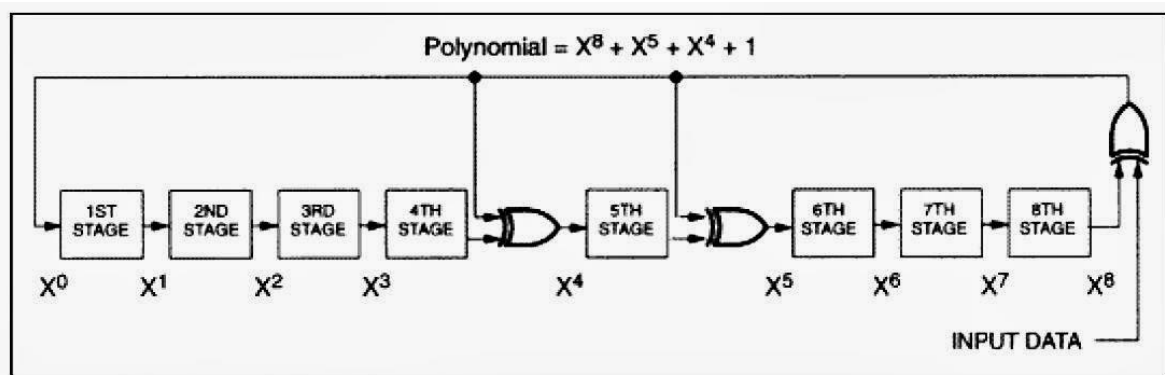 Polynomial = X⁸ + X⁵ + X⁴ + 1
1ST STAGE
2ND STAGE
3RD STAGE
4TH STAGE
5TH STAGE
6TH STAGE
7TH STAGE
8TH STAGE
X⁰ X¹ X² X³ X⁴ X⁵ X⁶ X⁷ X⁸
INPUT DATA